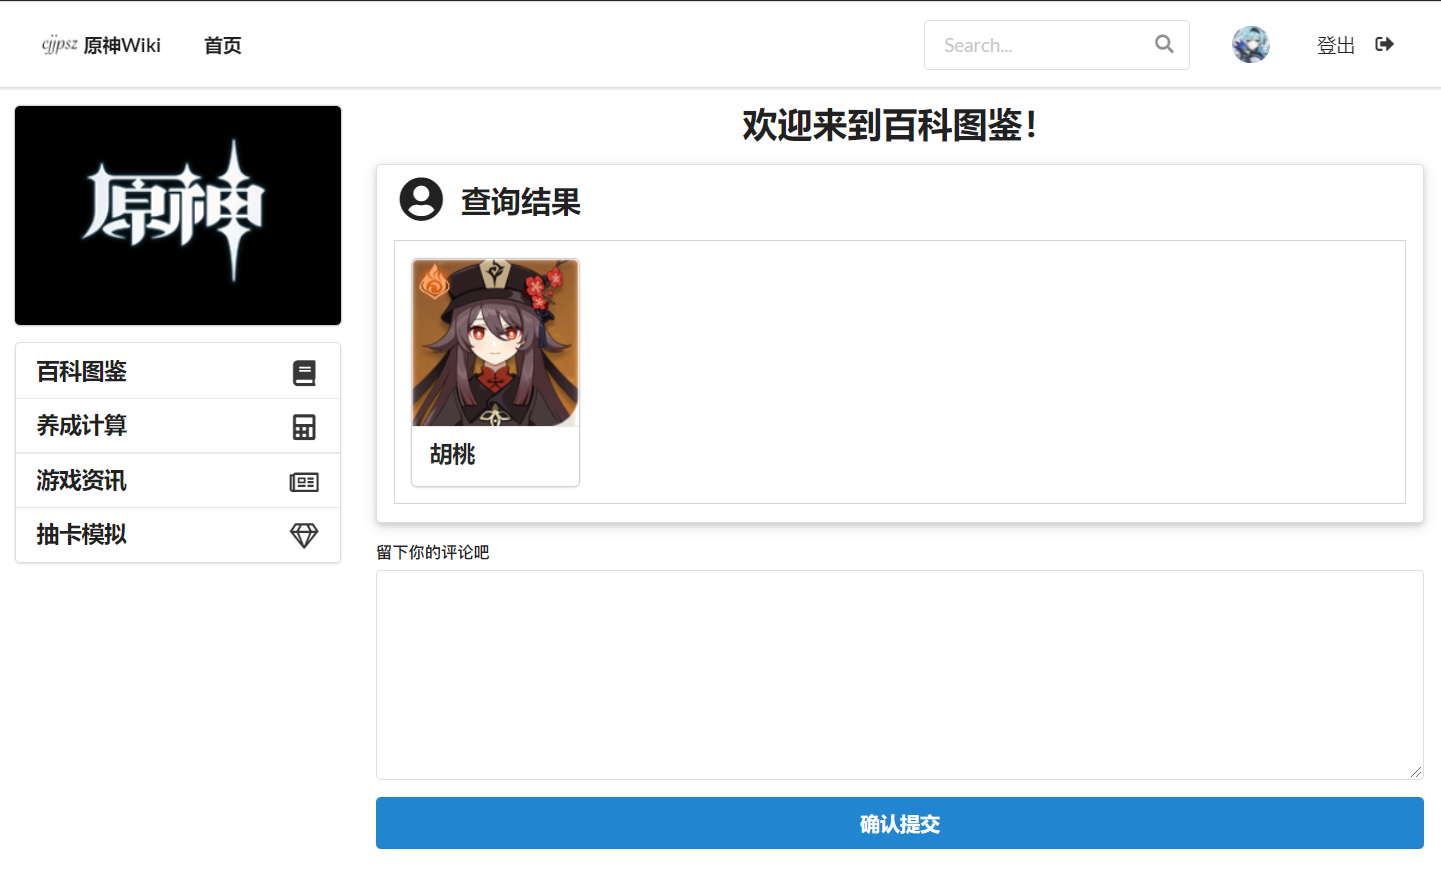 cjjpsz 原神Wiki 首页 Search... 登出
原神
百科图鉴
养成计算
游戏资讯
抽卡模拟
欢迎来到百科图鉴！
查询结果
胡桃
留下你的评论吧
确认提交